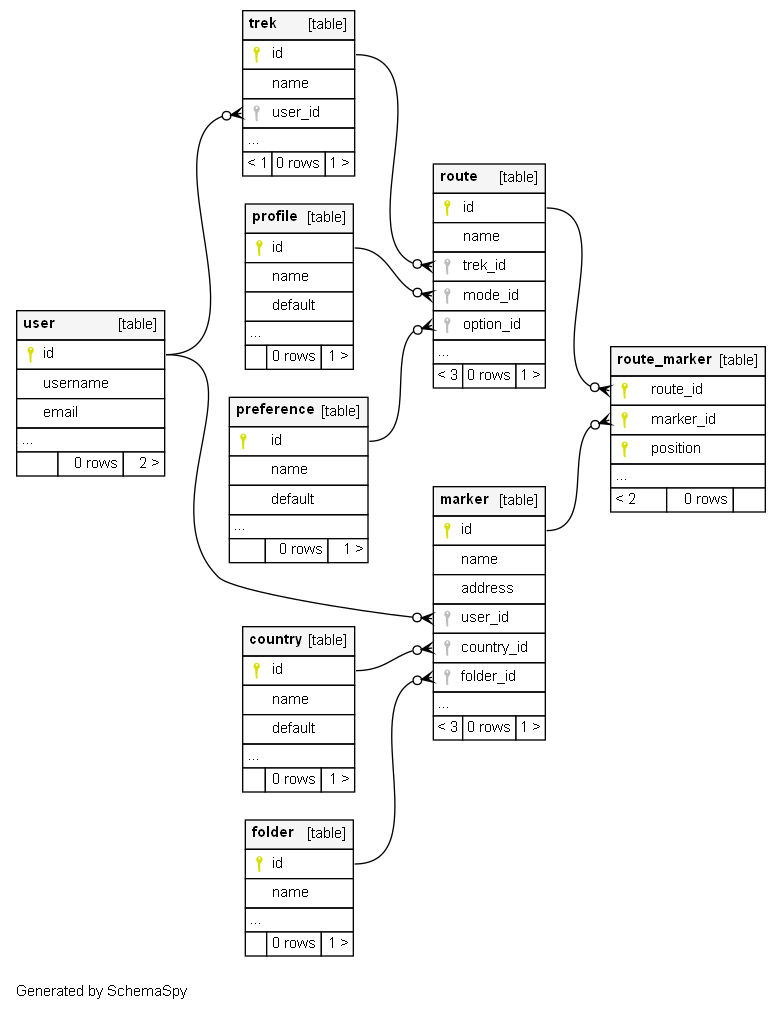 trek [table]
id
name
user_id
...
< 1 0 rows 1 >
profile [table]
id
name
default
...
0 rows 1 >
user [table]
id
username
email
...
0 rows 2 >
preference [table]
id
name
default
...
0 rows 1 >
country [table]
id
name
default
...
0 rows 1 >
folder [table]
id
name
...
0 rows 1 >
route [table]
id
name
trek_id
mode_id
option_id
...
< 3 0 rows 1 >
marker [table]
id
name
address
user_id
country_id
folder_id
...
< 3 0 rows 1 >
route_marker [table]
route_id
marker_id
position
...
< 2 0 rows
Generated by SchemaSpy